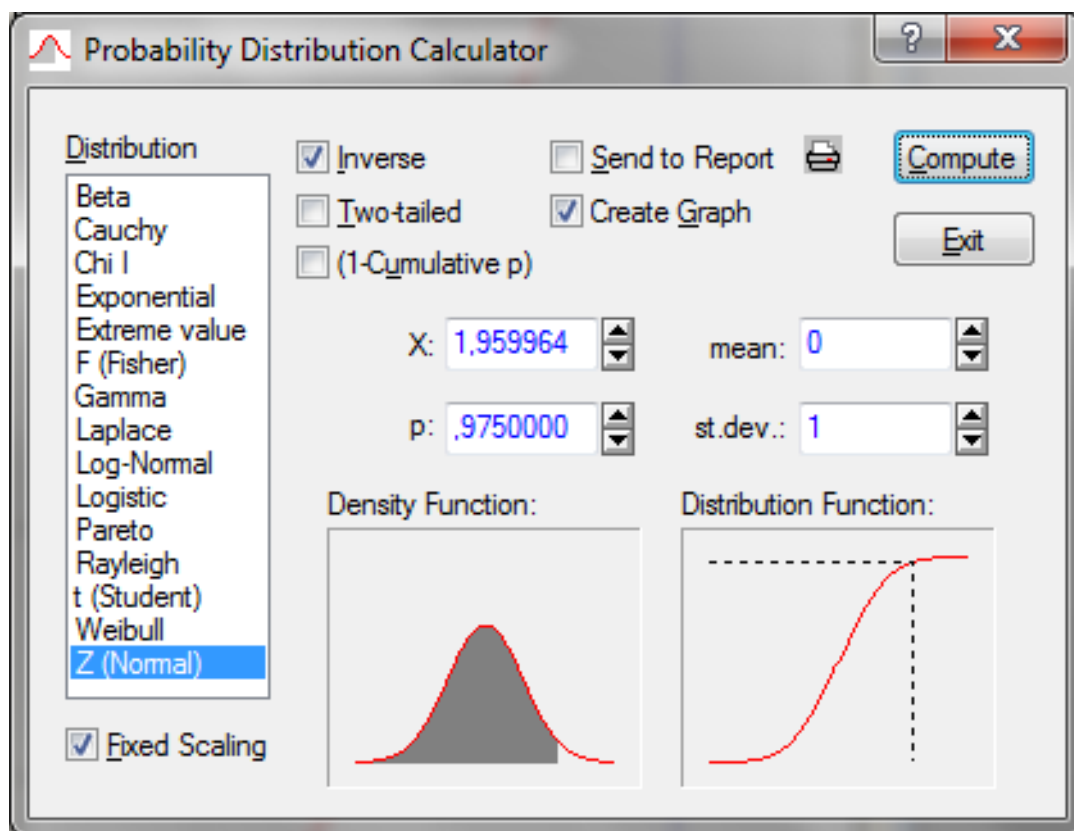 Probability Distribution Calculator
Distribution
Beta
Cauchy
Chi I
Exponential
Extreme value
F (Fisher)
Gamma
Laplace
Log-Normal
Logistic
Pareto
Rayleigh
t (Student)
Weibull
Z (Normal)
Fixed Scaling
Inverse
Two-tailed
(1-Cumulative p)
Send to Report
Create Graph
Compute
Exit
X: 1,959964
mean: 0
p: ,9750000
st.dev.: 1
Density Function:
Distribution Function: